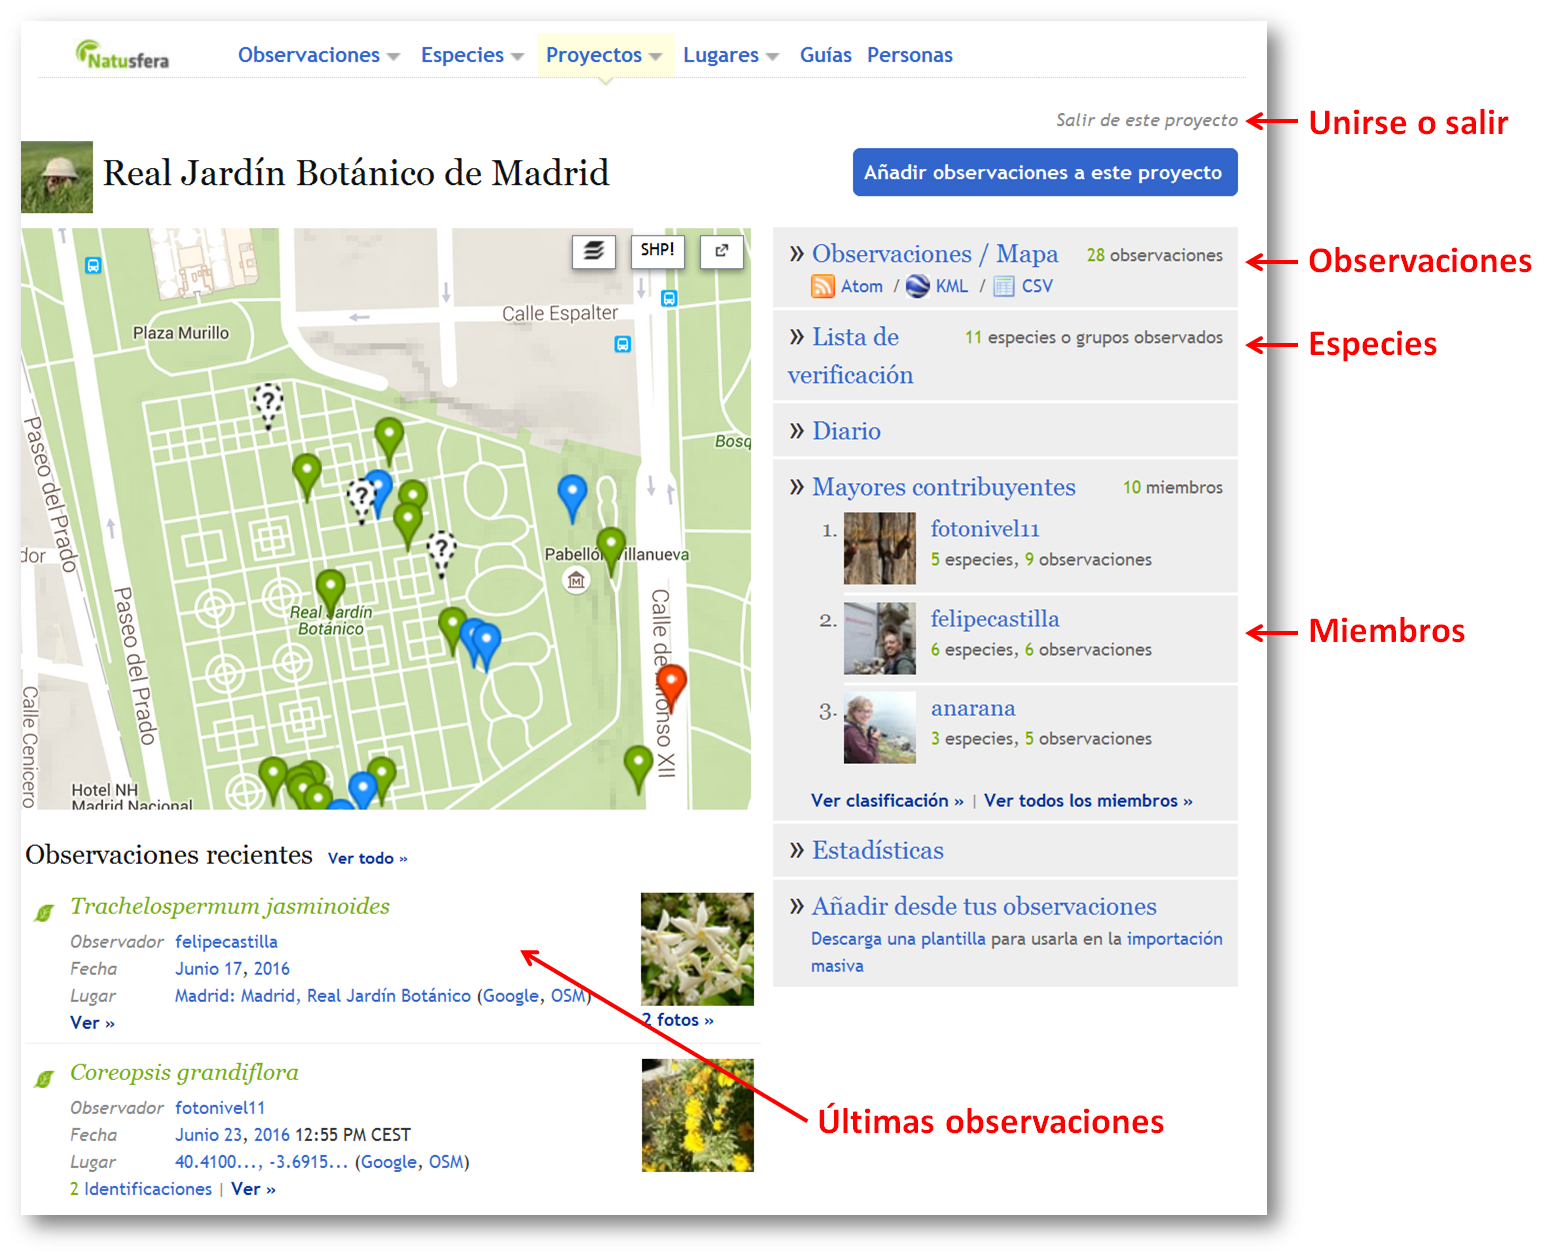 Natusfera
Observaciones Especies Proyectos Lugares Guías Personas
Salir de este proyecto
Unirse o salir
Real Jardín Botánico de Madrid
Añadir observaciones a este proyecto
SHP!
Calle Espalter
Plaza Murillo
Paseo del Prado
Bosq
dor
Pabellón Villanueva
Real Jardín
Botánico
Paseo del Prado
Calle de Alfonso XII
Calle Cenicero
Hotel NH
Madrid Nacional
» Observaciones / Mapa 28 observaciones
Atom / KML / CSV
Observaciones
» Lista de verificación 11 especies o grupos observados
Especies
» Diario
» Mayores contribuyentes 10 miembros
1. fotonivel11
5 especies, 9 observaciones
2. felipecastilla
6 especies, 6 observaciones
Miembros
3. anarana
3 especies, 5 observaciones
Ver clasificación » | Ver todos los miembros »
» Estadísticas
» Añadir desde tus observaciones
Descarga una plantilla para usarla en la importación
masiva
Observaciones recientes Ver todo »
Trachelospermum jasminoides
Observador felipecastilla
Fecha Junio 17, 2016
Lugar Madrid: Madrid, Real Jardín Botánico (Google, OSM)
Ver »
2 fotos »
Coreopsis grandiflora
Observador fotonivel11
Fecha Junio 23, 2016 12:55 PM CEST
Lugar 40.4100..., -3.6915... (Google, OSM)
2 Identificaciones | Ver »
Últimas observaciones